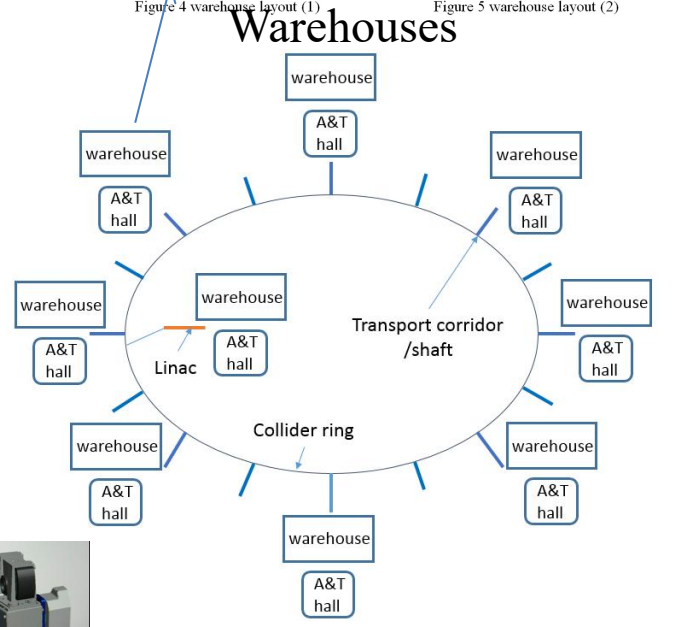 Figure 4 warehouse layout (1)
Figure 5 warehouse layout (2)
Warehouses
warehouse
A&T
hall
warehouse
A&T
hall
warehouse
A&T
hall
warehouse
A&T
hall
warehouse
A&T
hall
warehouse
A&T
hall
Linac
Transport corridor
/shaft
Collider ring
warehouse
A&T
hall
warehouse
A&T
hall
warehouse
A&T
hall